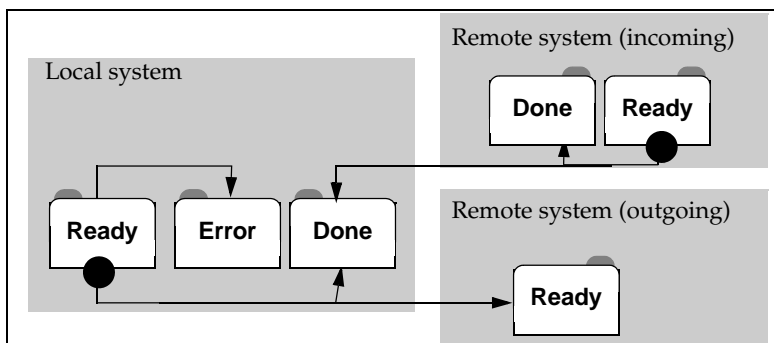 Remote system (incoming)
Local system
Done
Ready
Ready
Error
Done
Remote system (outgoing)
Ready